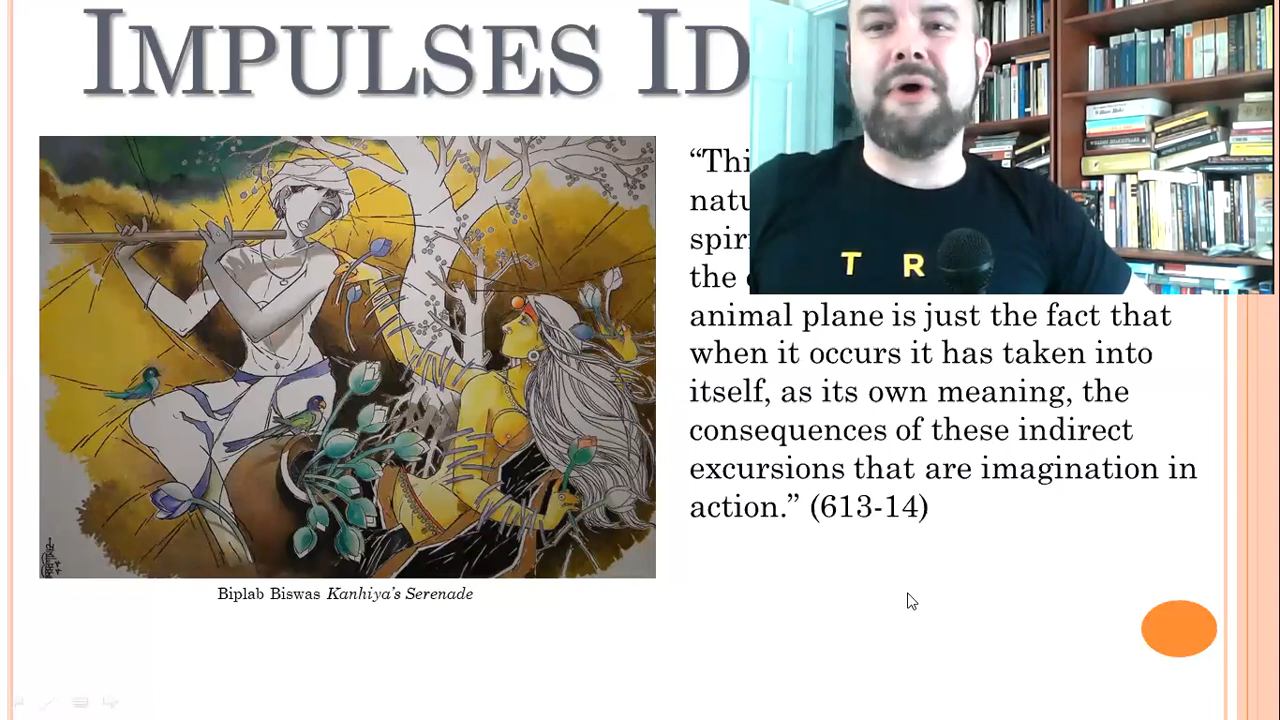 IMPULSES ID
“Thi
natu
spiri
the
animal plane is just the fact that
when it occurs it has taken into
itself, as its own meaning, the
consequences of these indirect
excursions that are imagination in
action.” (613-14)
T R
Biplab Biswas Kanhiya’s Serenade